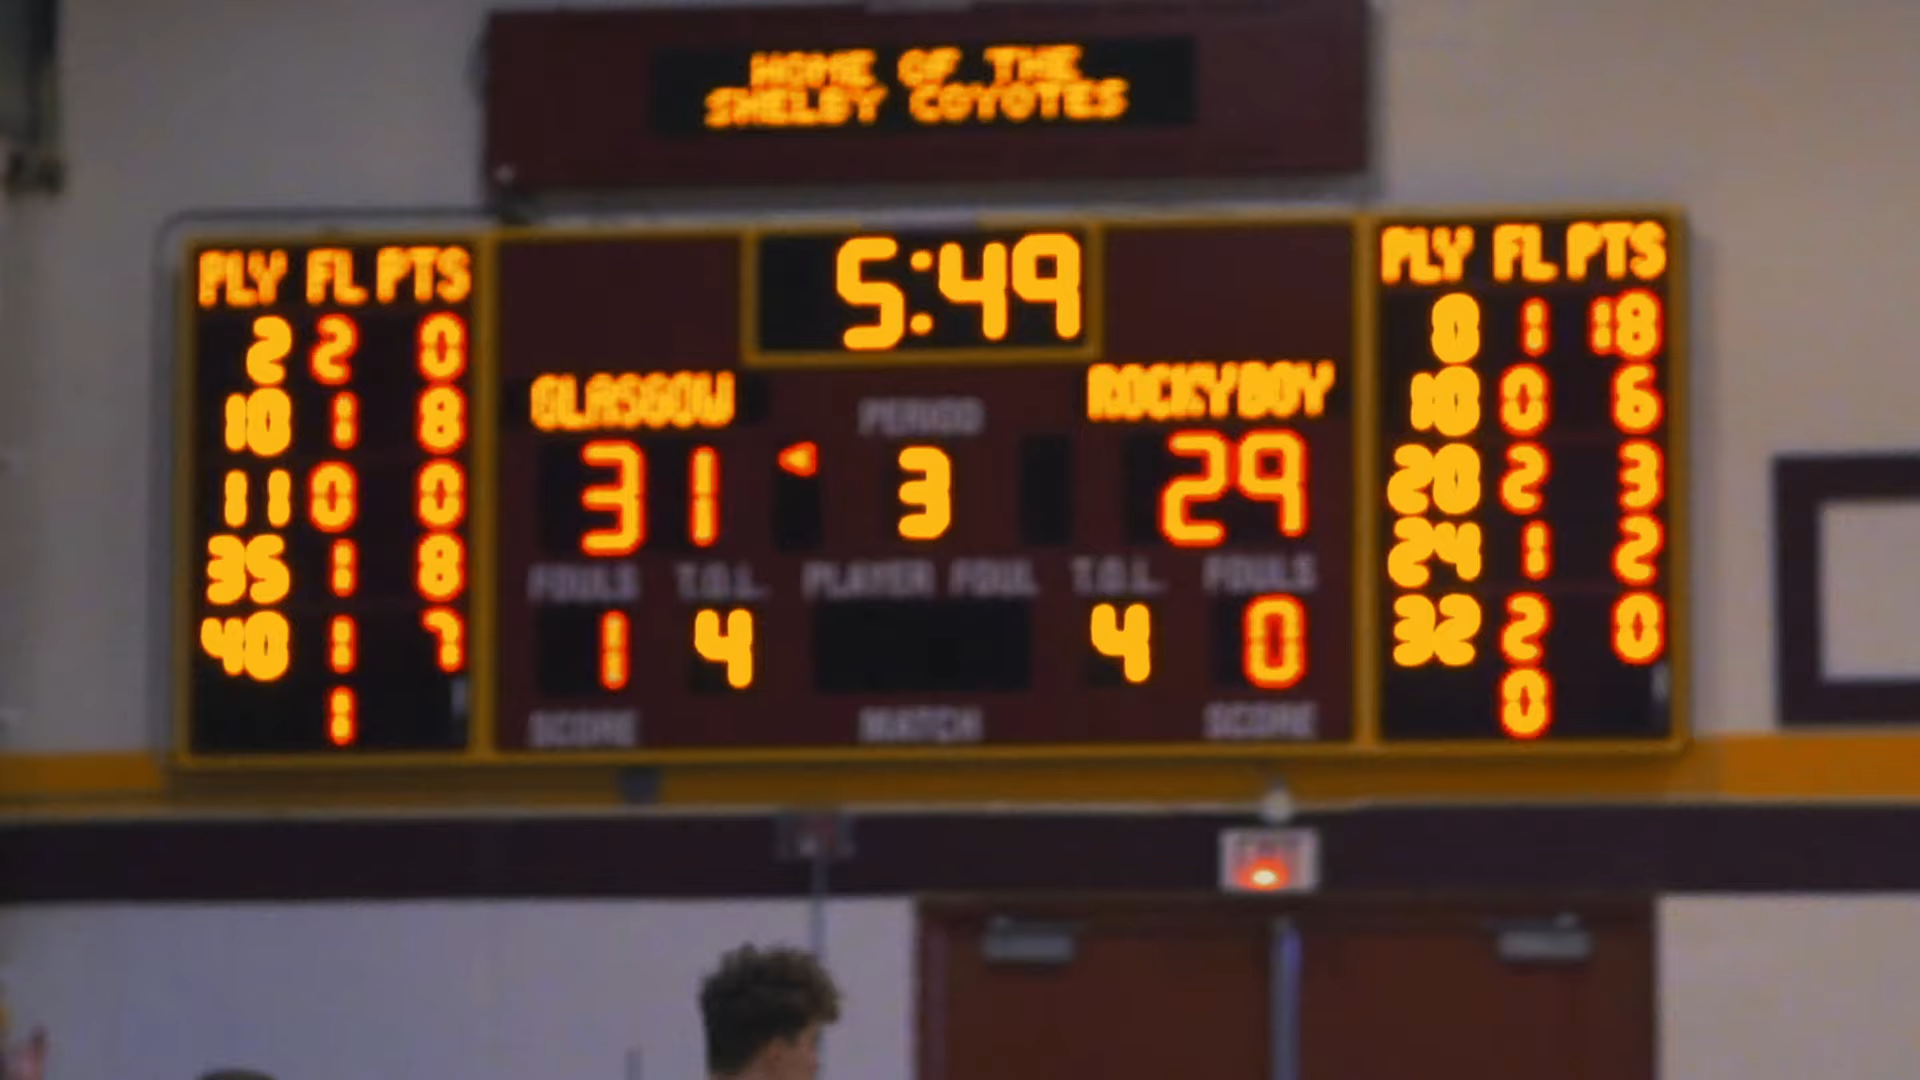 HOME OF THE
SHELBY COYOTES
5:49
PLY FL PTS
2 2 0
10 1 8
11 0 0
35 1 8
40 1 7
1
GLASGOW
31
PERIOD
3
ROCKYBOY
29
FOULS T.O.L. PLAYER FOUL T.O.L. FOULS
1 4 4 0
SCORE MATCH SCORE
PLY FL PTS
0 1 18
10 0 6
20 2 3
24 1 2
32 2 0
0